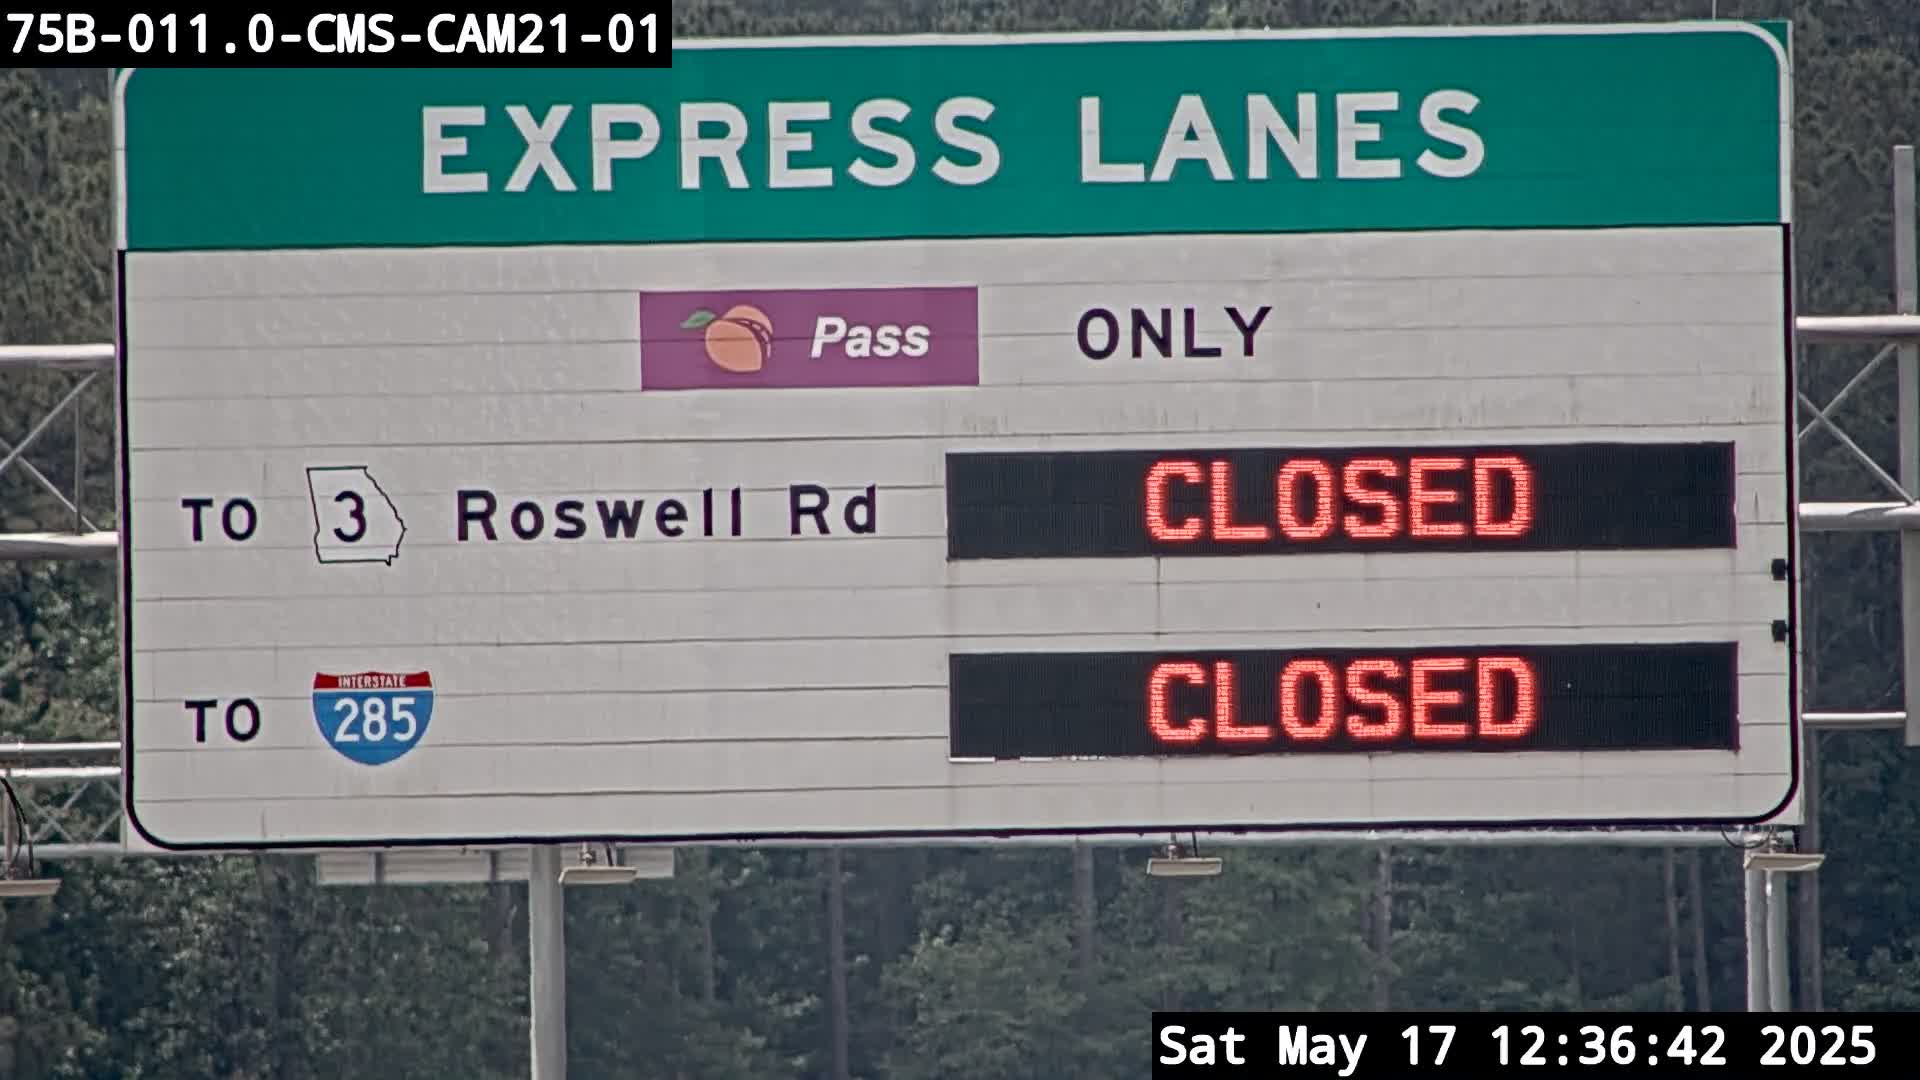 75B-011.0-CMS-CAM21-01
EXPRESS LANES
Pass ONLY
TO 3 Roswell Rd CLOSED
TO INTERSTATE 285 CLOSED
Sat May 17 12:36:42 2025